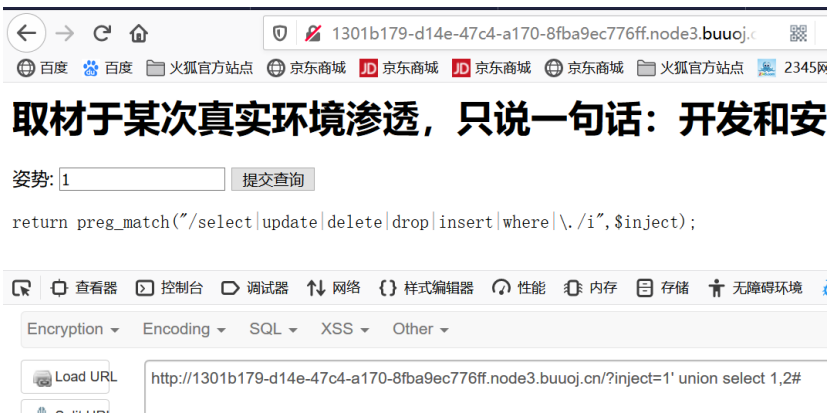 1301b179-d14e-47c4-a170-8fba9ec776ff.node3.buuoj.c
百度 百度 火狐官方站点 京东商城 JD 京东商城 JD 京东商城 京东商城 火狐官方站点 2345网
取材于某次真实环境渗透，只说一句话：开发和安
姿势: 1 提交查询
return preg_match("/select|update|delete|drop|insert|where|\./i",$inject);
查看器 控制台 调试器 网络 样式编辑器 性能 内存 存储 无障碍环境
Encryption Encoding SQL XSS Other
Load URL http://1301b179-d14e-47c4-a170-8fba9ec776ff.node3.buuoj.cn/?inject=1' union select 1,2#